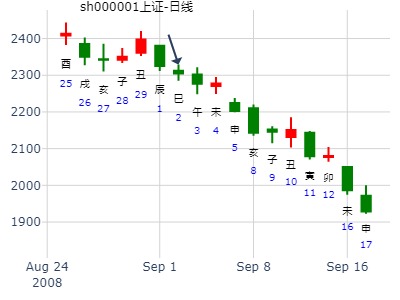 sh000001上证-日线
2400
2300
2200
2100
2000
1900
酉
25
戌
26
亥
27
子
28
丑
29
辰
1
巳
2
午
3
未
4
申
5
亥
8
子
9
丑
10
寅
11
卯
12
未
16
申
17
Aug 24
2008
Sep 1
Sep 8
Sep 16